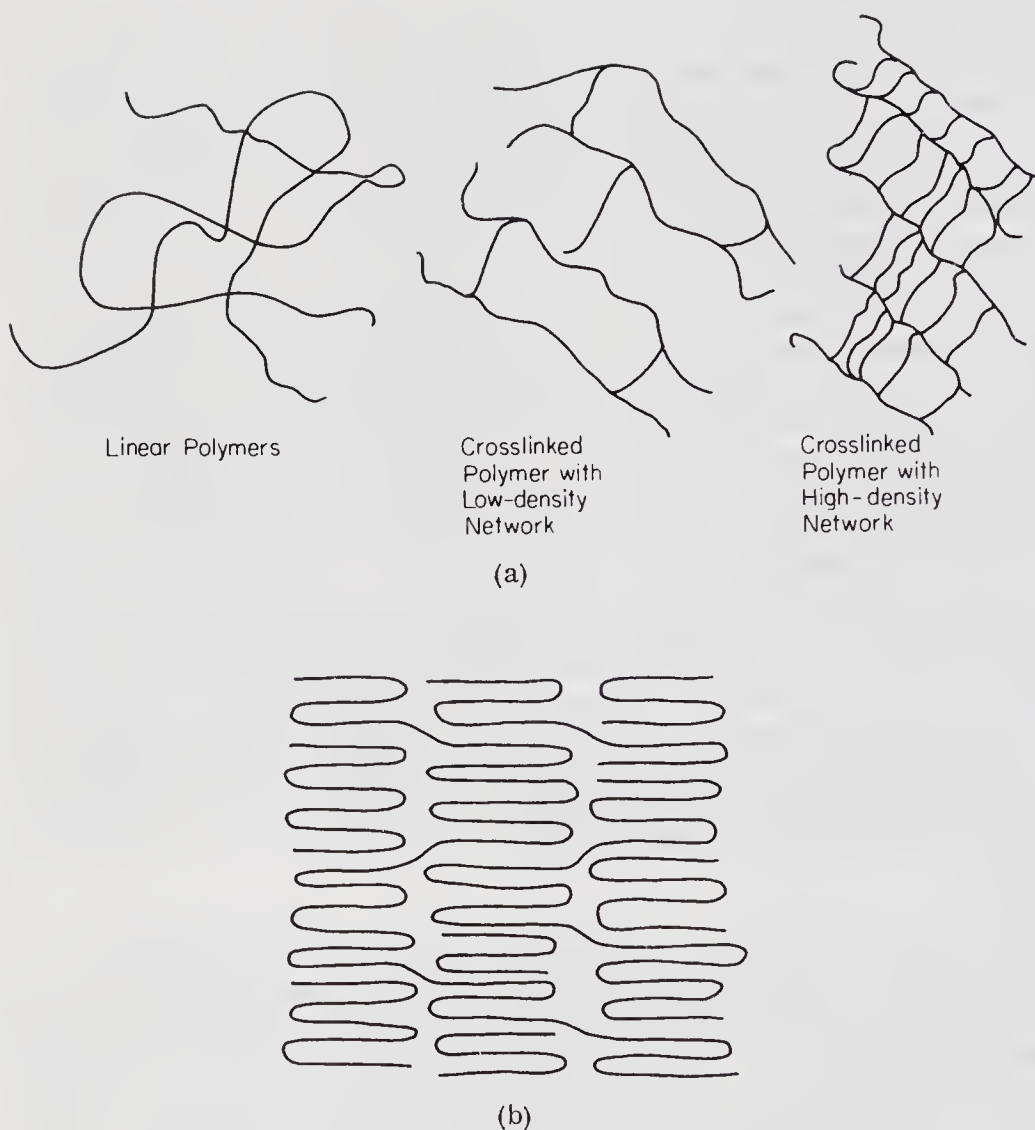 Linear Polymers
Crosslinked
Polymer with
Low-density
Network
Crosslinked
Polymer with
High-density
Network
(a)
(b)